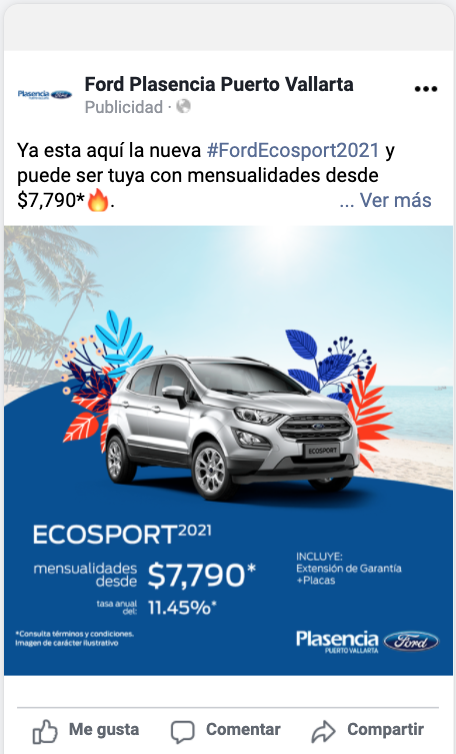 Plasencia Ford
Ford Plasencia Puerto Vallarta
Publicidad ·
Ya esta aquí la nueva #FordEcosport2021 y
puede ser tuya con mensualidades desde
$7,790*🔥.
... Ver más
ECOSPORT
ECOSPORT2021
mensualidades
desde
$7,790*
tasa anual
del:
11.45%*
INCLUYE:
Extensión de Garantía
+Placas
*Consulta términos y condiciones.
Imagen de carácter ilustrativo
Plasencia Ford
PUERTO VALLARTA
Me gusta
Comentar
Compartir